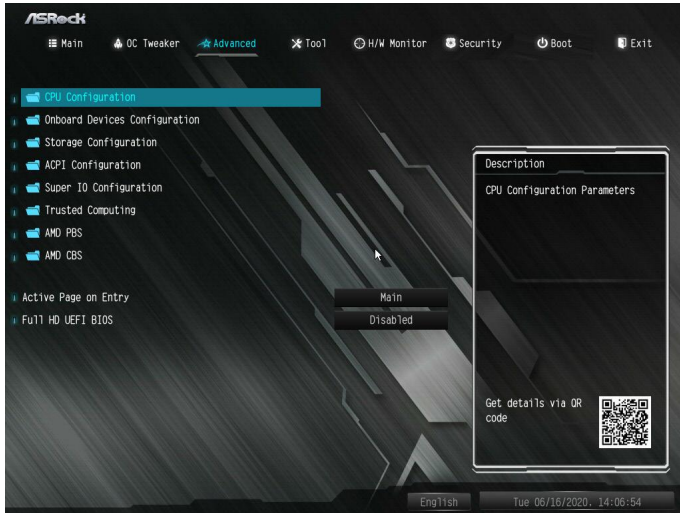 ASRock
Main OC Tweaker Advanced Tool H/W Monitor Security Boot Exit
CPU Configuration
Onboard Devices Configuration
Storage Configuration
ACPI Configuration
Super IO Configuration
Trusted Computing
AMD PBS
AMD CBS
Active Page on Entry Main
Full HD UEFI BIOS Disabled
Description
CPU Configuration Parameters
Get details via QR
code
English Tue 06/16/2020. 14:06:54